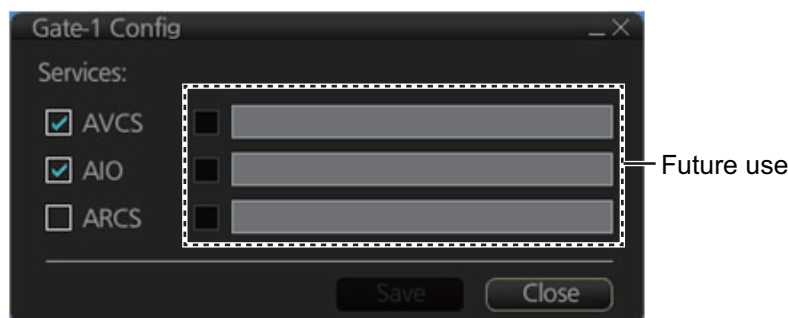 Gate-1 Config
Services:
AVCS
AIO
Future use
ARCS
Save
Close